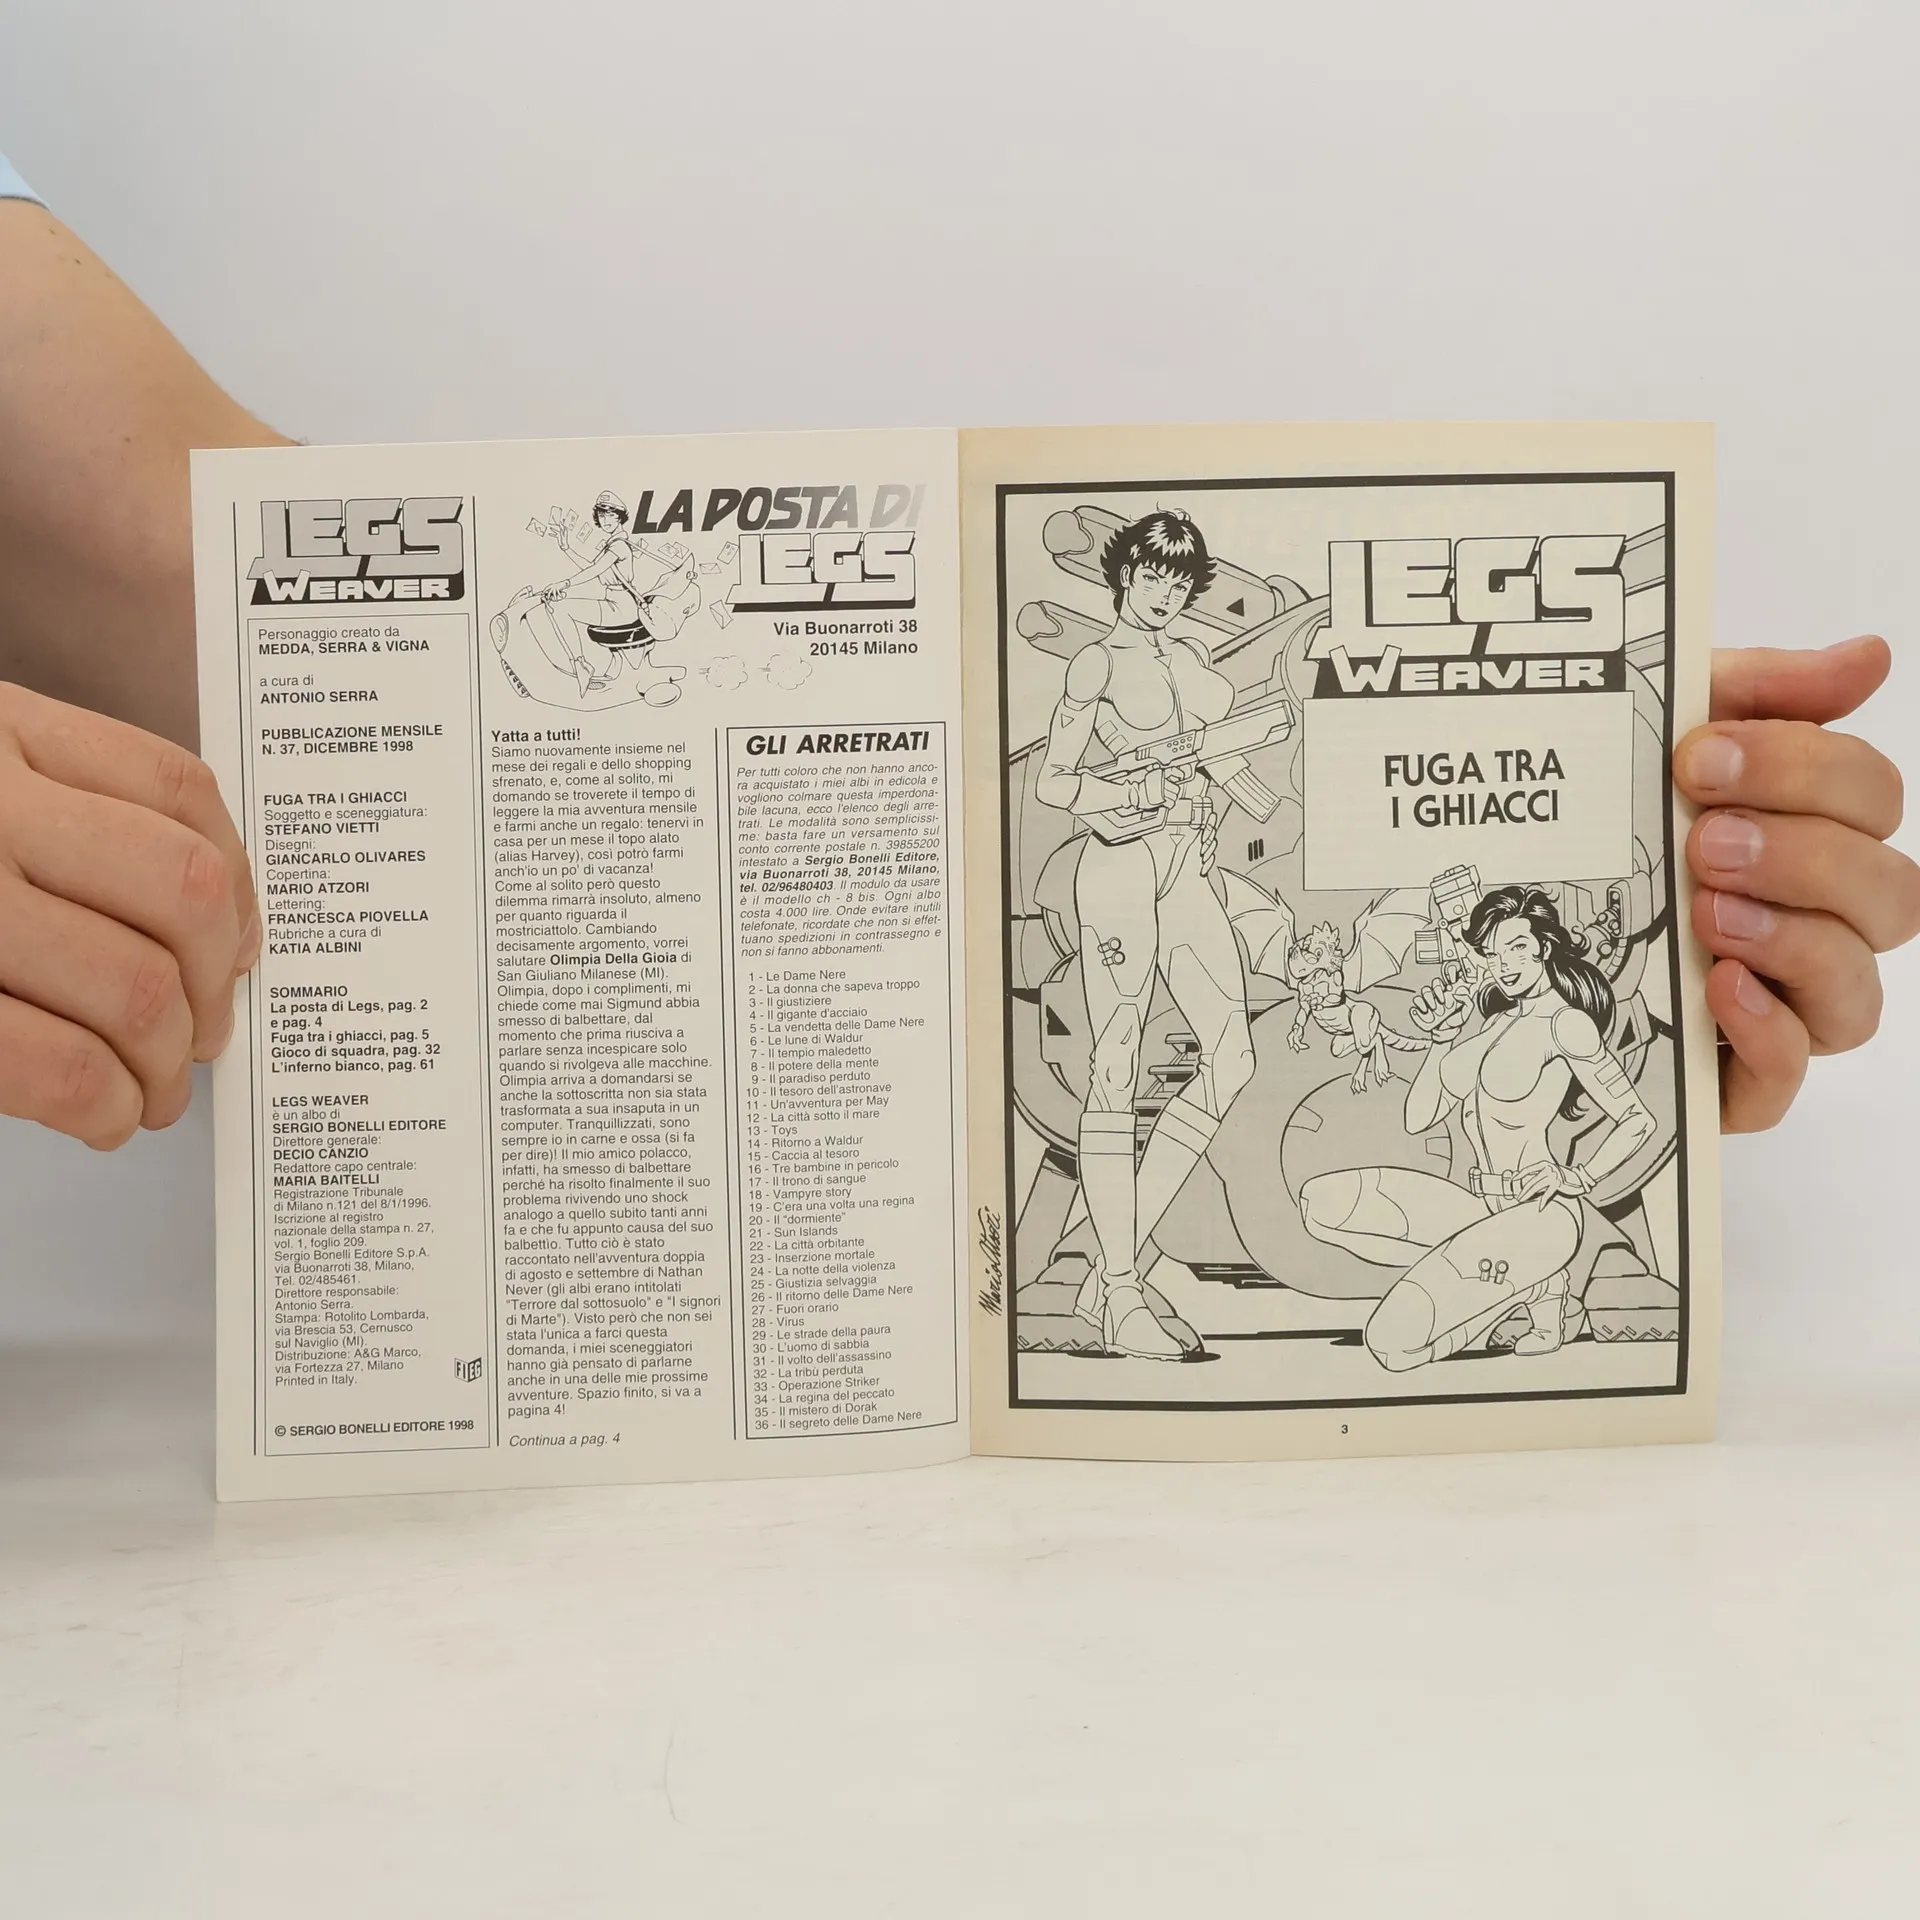 LEGS
WEAVER
Personaggio creato da
MEDDA, SERRA & VIGNA
a cura di
ANTONIO SERRA
PUBBLICAZIONE MENSILE
N. 37, DICEMBRE 1998
FUGA TRA I GHIACCI
Soggetto e sceneggiatura:
STEFANO VIETTI
Disegni:
GIANCARLO OLIVARES
Copertina:
MARIO ATZORI
Lettering:
FRANCESCA PIOVELLA
Rubriche a cura di
KATIA ALBINI
SOMMARIO
La posta di Legs, pag. 2
e pag. 4
Fuga tra i ghiacci, pag. 5
Gioco di squadra, pag. 32
L'inferno bianco, pag. 61
LEGS WEAVER
è un albo di
SERGIO BONELLI EDITORE
Direttore generale:
DECIO CANZIO
Redattore capo centrale:
MARIA BAITELLI
Registrazione Tribunale
di Milano n.121 del 8/1/1996.
Iscrizione al registro
nazionale della stampa n. 27,
vol. 1, foglio 209.
Sergio Bonelli Editore S.p.A.
via Buonarroti 38, Milano,
Tel. 02/485461.
Direttore responsabile:
Antonio Serra.
Stampa: Rotolito Lombarda,
via Brescia 53, Cernusco
sul Naviglio (MI).
Distribuzione: A&G Marco,
via Fortezza 27, Milano
Printed in Italy.
FIEG
© SERGIO BONELLI EDITORE 1998
LA POSTA DI
LEGS
Via Buonarroti 38
20145 Milano
Yatta a tutti!
Siamo nuovamente insieme nel
mese dei regali e dello shopping
sfrenato, e, come al solito, mi
domando se troverete il tempo di
leggere la mia avventura mensile
e farmi anche un regalo: tenervi in
casa per un mese il topo alato
(alias Harvey), così potrò farmi
anch'io un po' di vacanza!
Come al solito però questo
dilemma rimarrà insoluto, almeno
per quanto riguarda il
mostriciattolo. Cambiando
decisamente argomento, vorrei
salutare Olimpia Della Gioia di
San Giuliano Milanese (MI).
Olimpia, dopo i complimenti, mi
chiede come mai Sigmund abbia
smesso di balbettare, dal
momento che prima riusciva a
parlare senza incespicare solo
quando si rivolgeva alle macchine.
Olimpia arriva a domandarsi se
anche la sottoscritta non sia stata
trasformata a sua insaputa in un
computer. Tranquillizzati, sono
sempre io in carne e ossa (si fa
per dire)! Il mio amico polacco,
infatti, ha smesso di balbettare
perché ha risolto finalmente il suo
problema rivivendo uno shock
analogo a quello subito tanti anni
fa e che fu appunto causa del suo
balbettio. Tutto ciò è stato
raccontato nell'avventura doppia
di agosto e settembre di Nathan
Never (gli albi erano intitolati
"Terrore dal sottosuolo" e "I signori
di Marte"). Visto però che non sei
stata l'unica a farci questa
domanda, i miei sceneggiatori
hanno già pensato di parlarne
anche in una delle mie prossime
avventure. Spazio finito, si va a
pagina 4!
Continua a pag. 4
GLI ARRETRATI
Per tutti coloro che non hanno anco-
ra acquistato i miei albi in edicola e
vogliono colmare questa imperdona-
bile lacuna, ecco l'elenco degli arre-
trati. Le modalità sono semplicissi-
me: basta fare un versamento sul
conto corrente postale n. 39855200
intestato a Sergio Bonelli Editore,
via Buonarroti 38, 20145 Milano,
tel. 02/96480403. Il modulo da usare
è il modello ch - 8 bis. Ogni albo
costa 4.000 lire. Onde evitare inutili
telefonate, ricordate che non si effet-
tuano spedizioni in contrassegno e
non si fanno abbonamenti.
1 - Le Dame Nere
2 - La donna che sapeva troppo
3 - Il giustiziere
4 - Il gigante d'acciaio
5 - La vendetta delle Dame Nere
6 - Le lune di Waldur
7 - Il tempio maledetto
8 - Il potere della mente
9 - Il paradiso perduto
10 - Il tesoro dell'astronave
11 - Un'avventura per May
12 - La città sotto il mare
13 - Toys
14 - Ritorno a Waldur
15 - Caccia al tesoro
16 - Tre bambine in pericolo
17 - Il trono di sangue
18 - Vampyre story
19 - C'era una volta una regina
20 - Il "dormiente"
21 - Sun Islands
22 - La città orbitante
23 - Inserzione mortale
24 - La notte della violenza
25 - Giustizia selvaggia
26 - Il ritorno delle Dame Nere
27 - Fuori orario
28 - Virus
29 - Le strade della paura
30 - L'uomo di sabbia
31 - Il volto dell'assassino
32 - La tribù perduta
33 - Operazione Striker
34 - La regina del peccato
35 - Il mistero di Dorak
36 - Il segreto delle Dame Nere
LEGS
WEAVER
FUGA TRA
I GHIACCI
Mario Atzori
3